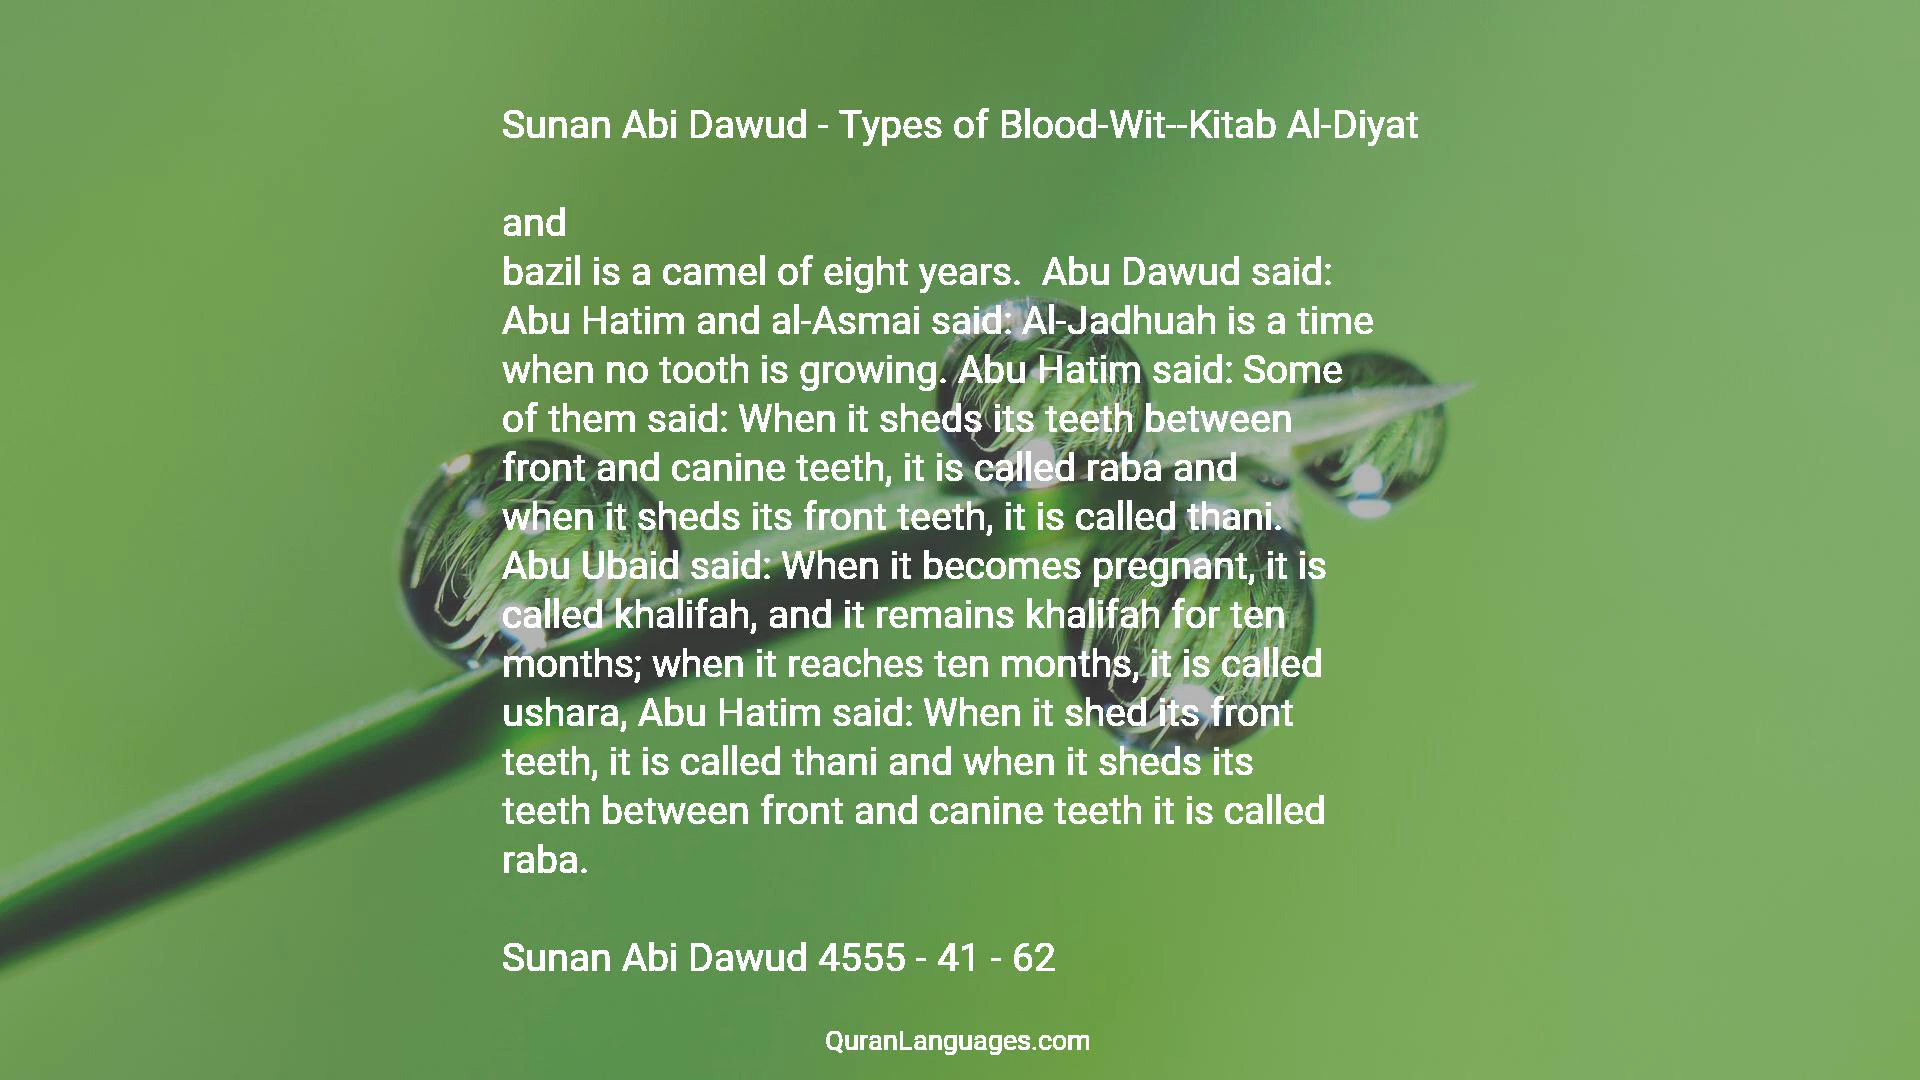 Sunan Abi Dawud - Types of Blood-Wit--Kitab Al-Diyat
and
bazil is a camel of eight years.  Abu Dawud said:
Abu Hatim and al-Asmai said: Al-Jadhuah is a time
when no tooth is growing. Abu Hatim said: Some
of them said: When it sheds its teeth between
front and canine teeth, it is called raba and
when it sheds its front teeth, it is called thani.
Abu Ubaid said: When it becomes pregnant, it is
called khalifah, and it remains khalifah for ten
months; when it reaches ten months, it is called
ushara, Abu Hatim said: When it shed its front
teeth, it is called thani and when it sheds its
teeth between front and canine teeth it is called
raba.
Sunan Abi Dawud 4555 - 41 - 62
QuranLanguages.com